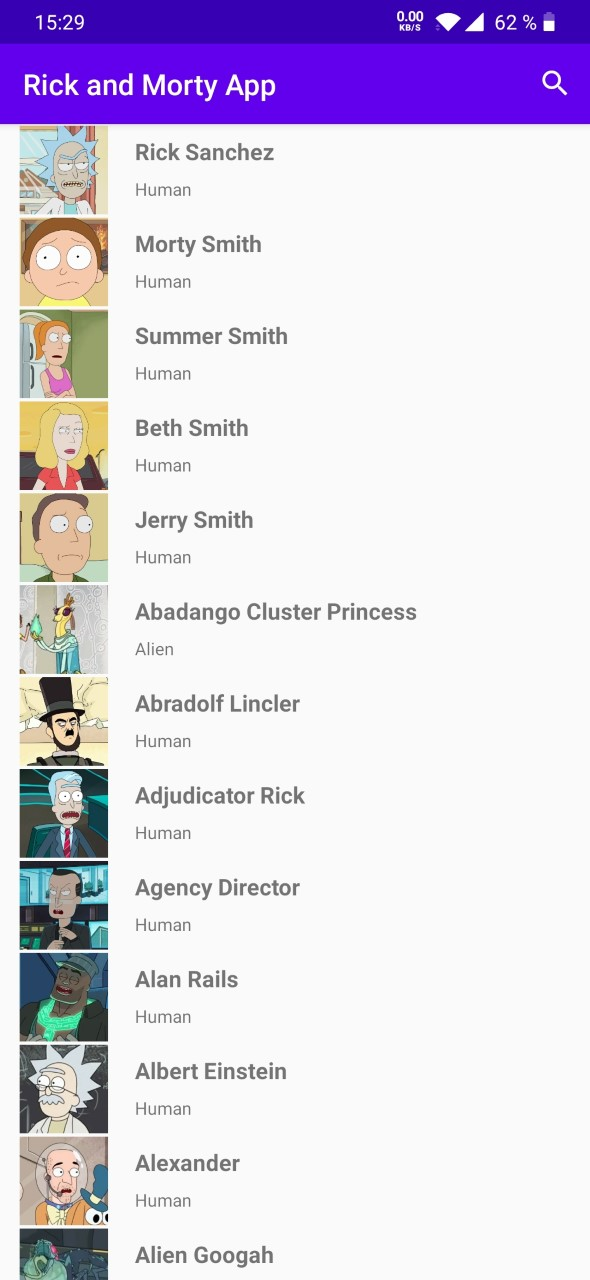 15:29
0.00
KB/S
62 %
Rick and Morty App
Rick Sanchez
Human
Morty Smith
Human
Summer Smith
Human
Beth Smith
Human
Jerry Smith
Human
Abadango Cluster Princess
Alien
Abradolf Lincler
Human
Adjudicator Rick
Human
Agency Director
Human
Alan Rails
Human
Albert Einstein
Human
Alexander
Human
Alien Googah